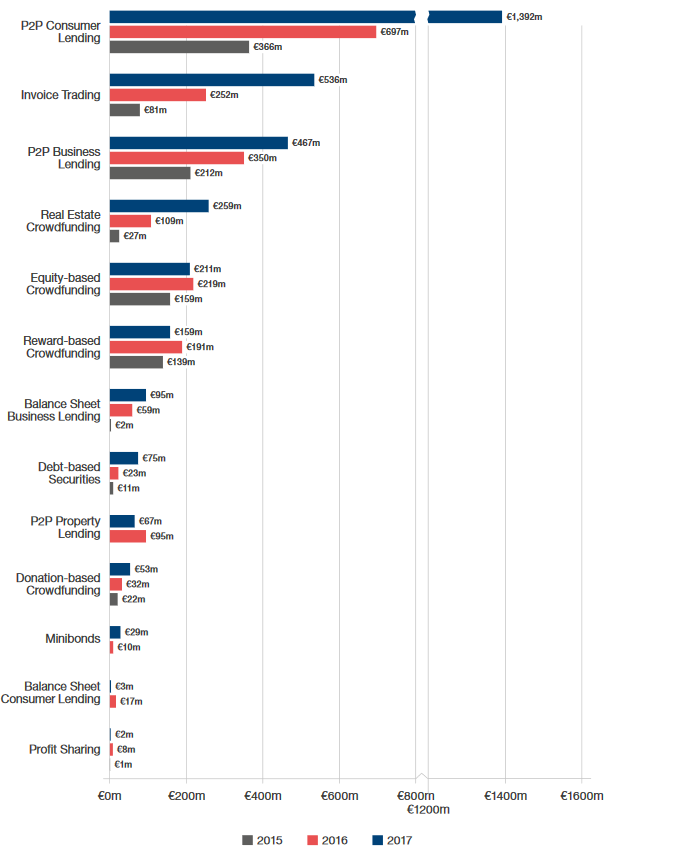 P2P Consumer
Lending
€1,392m
€697m
€366m
Invoice Trading
€536m
€252m
€81m
P2P Business
Lending
€467m
€350m
€212m
Real Estate
Crowdfunding
€259m
€109m
€27m
Equity-based
Crowdfunding
€211m
€219m
€159m
Reward-based
Crowdfunding
€159m
€191m
€139m
Balance Sheet
Business Lending
€95m
€59m
€2m
Debt-based
Securities
€75m
€23m
€11m
P2P Property
Lending
€67m
€95m
Donation-based
Crowdfunding
€53m
€32m
€22m
Minibonds
€29m
€10m
Balance Sheet
Consumer Lending
€3m
€17m
Profit Sharing
€2m
€8m
€1m
€0m €200m €400m €600m €800m €1400m €1600m
€1200m
2015 2016 2017